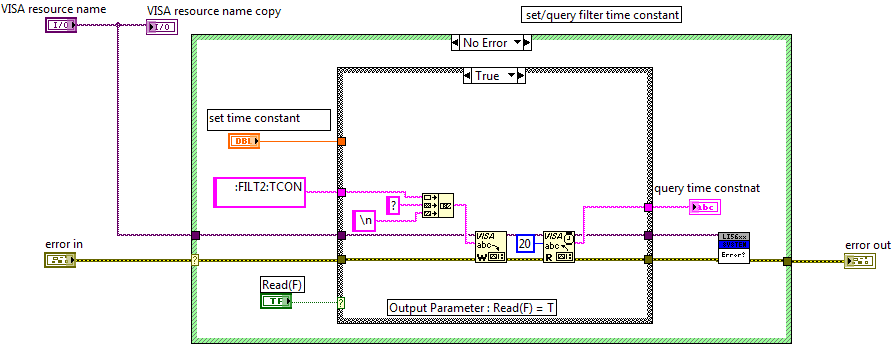 VISA resource name
VISA resource name copy
I/O
I/O
set/query filter time constant
No Error
True
set time constant
DBL
:FILT2:TCON
?
\n
query time constnat
abc
VISA
abc
W
20
VISA
abc
R
LI56xx
Error?
error in
error out
?
Read(F)
TF
?
Output Parameter : Read(F) = T